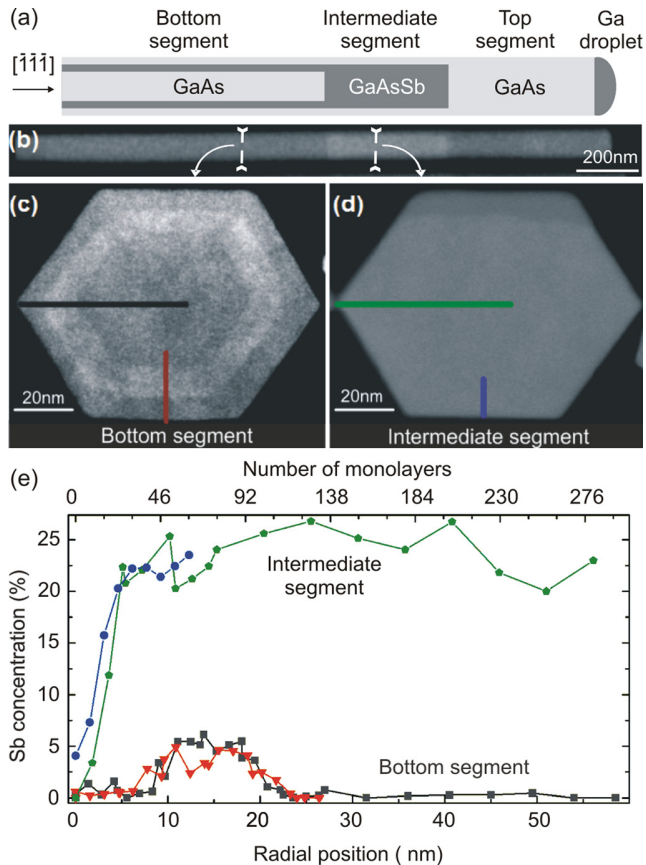 (a)
Bottom segment
Intermediate segment
Top segment
Ga droplet
[1̄1̄1̄]
GaAs
GaAsSb
GaAs
(b)
200nm
(c)
(d)
20nm
20nm
Bottom segment
Intermediate segment
(e)
Number of monolayers
0 46 92 138 184 230 276
25
20
15
10
5
0
Sb concentration (%)
Intermediate
segment
Bottom segment
0 10 20 30 40 50
Radial position ( nm)